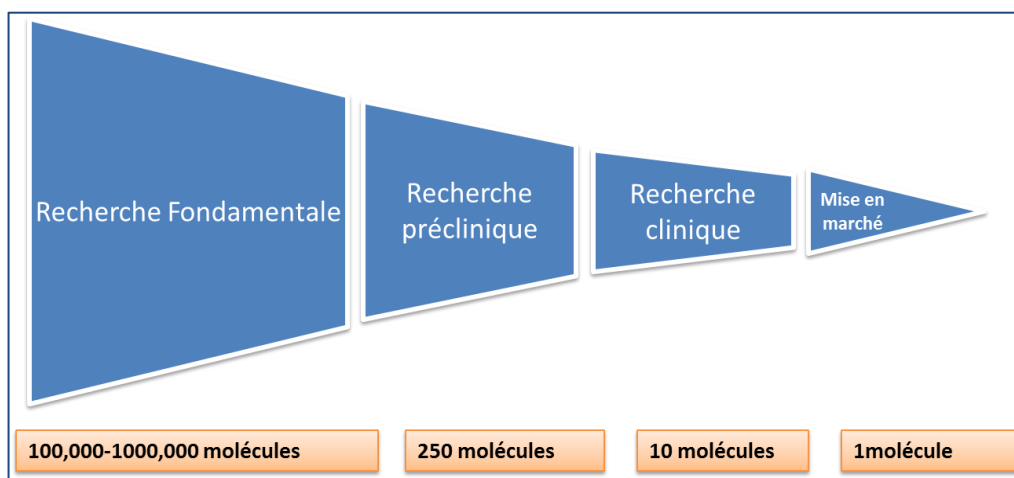 Recherche Fondamentale
Recherche
préclinique
Recherche
clinique
Mise en
marché
100,000-1000,000 molécules
250 molécules
10 molécules
1molécule